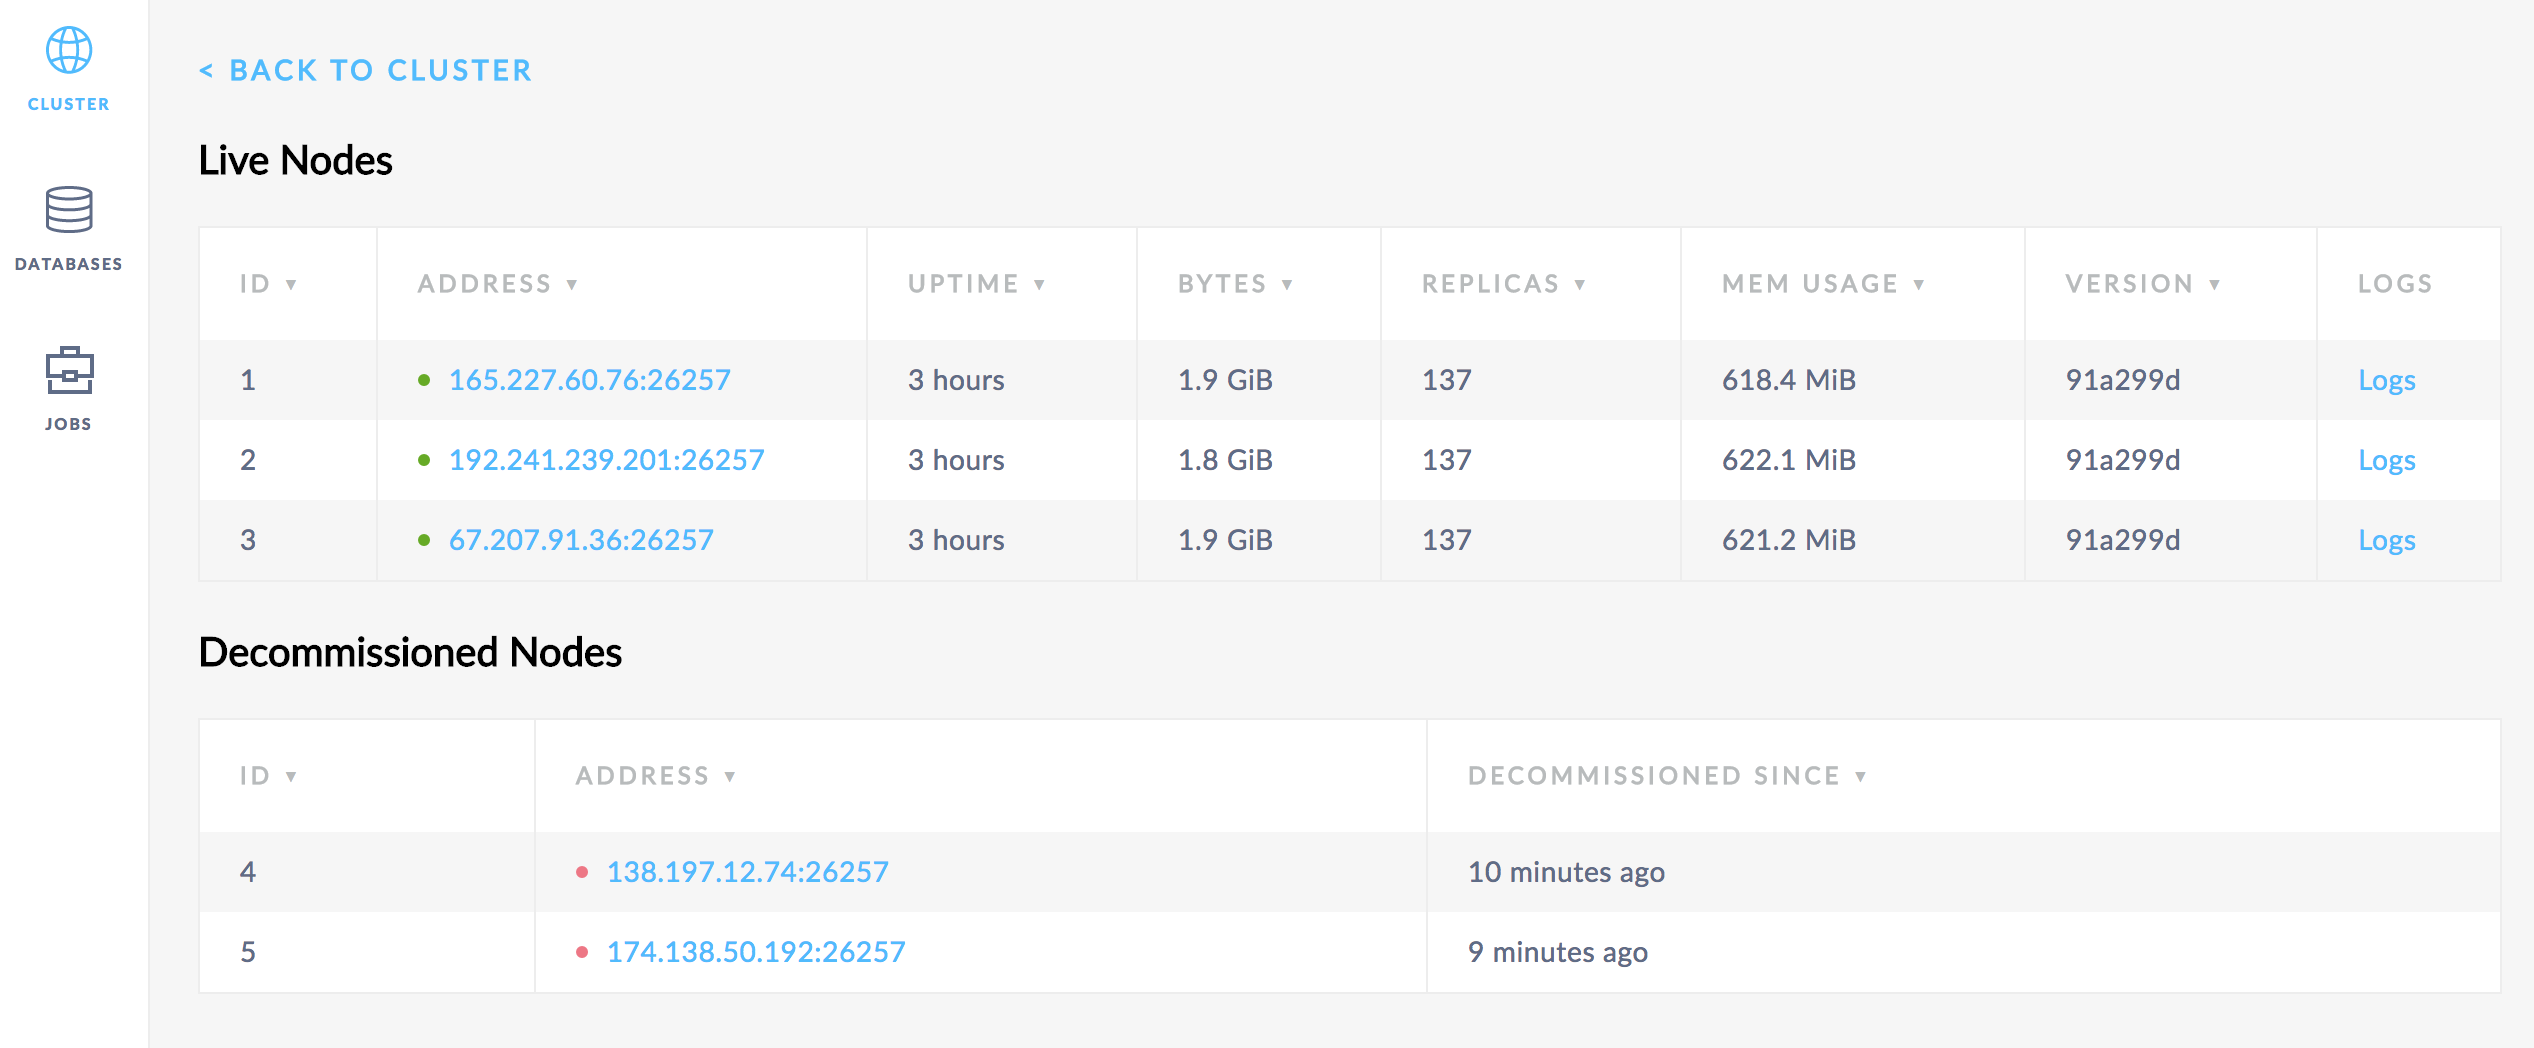 CLUSTER
DATABASES
JOBS
< BACK TO CLUSTER
Live Nodes
ID ▼ ADDRESS ▼ UPTIME ▼ BYTES ▼ REPLICAS ▼ MEM USAGE ▼ VERSION ▼ LOGS
1 165.227.60.76:26257 3 hours 1.9 GiB 137 618.4 MiB 91a299d Logs
2 192.241.239.201:26257 3 hours 1.8 GiB 137 622.1 MiB 91a299d Logs
3 67.207.91.36:26257 3 hours 1.9 GiB 137 621.2 MiB 91a299d Logs
Decommissioned Nodes
ID ▼ ADDRESS ▼ DECOMMISSIONED SINCE ▼
4 138.197.12.74:26257 10 minutes ago
5 174.138.50.192:26257 9 minutes ago